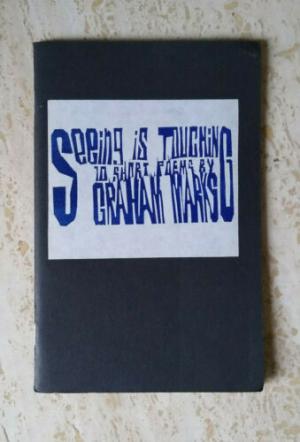 Seeing is TOUCHING
10 SHORT POEMS BY
GRAHAM MARKS